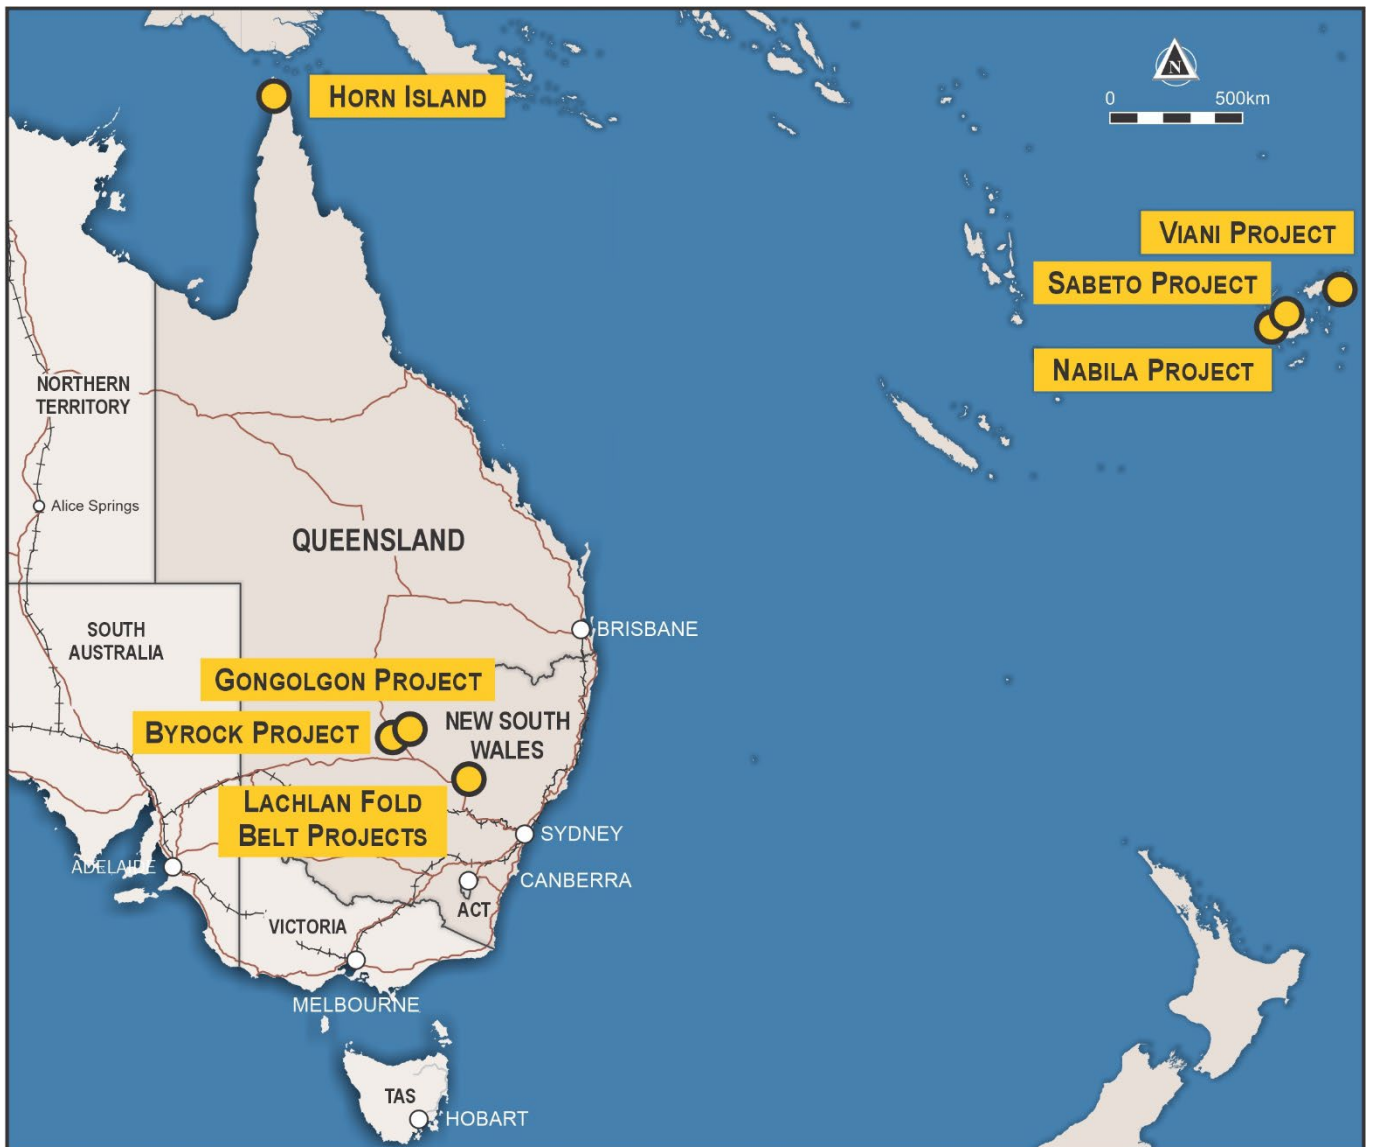 HORN ISLAND
N
0 500km
VIANI PROJECT
SABETO PROJECT
NABILA PROJECT
NORTHERN
TERRITORY
Alice Springs
QUEENSLAND
BRISBANE
SOUTH
AUSTRALIA
GONGOLGON PROJECT
BYROCK PROJECT
NEW SOUTH
WALES
LACHLAN FOLD
BELT PROJECTS
SYDNEY
ADELAIDE
CANBERRA
ACT
VICTORIA
MELBOURNE
TAS
HOBART